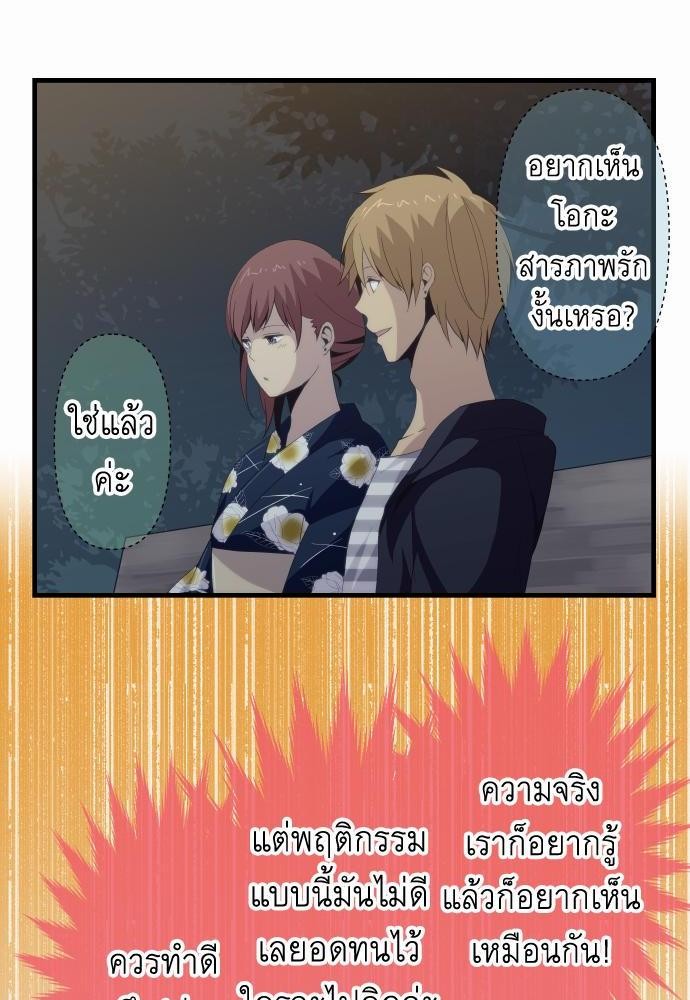 อยากเห็น
โอกะ
สารภาพรัก
งั้นเหรอ?
ใช่แล้ว
ค่ะ
ความจริง
เราก็อยากรู้
แล้วก็อยากเห็น
เหมือนกัน!
แต่พฤติกรรม
แบบนี้มันไม่ดี
เลยอดทนไว้
ควรทำดี